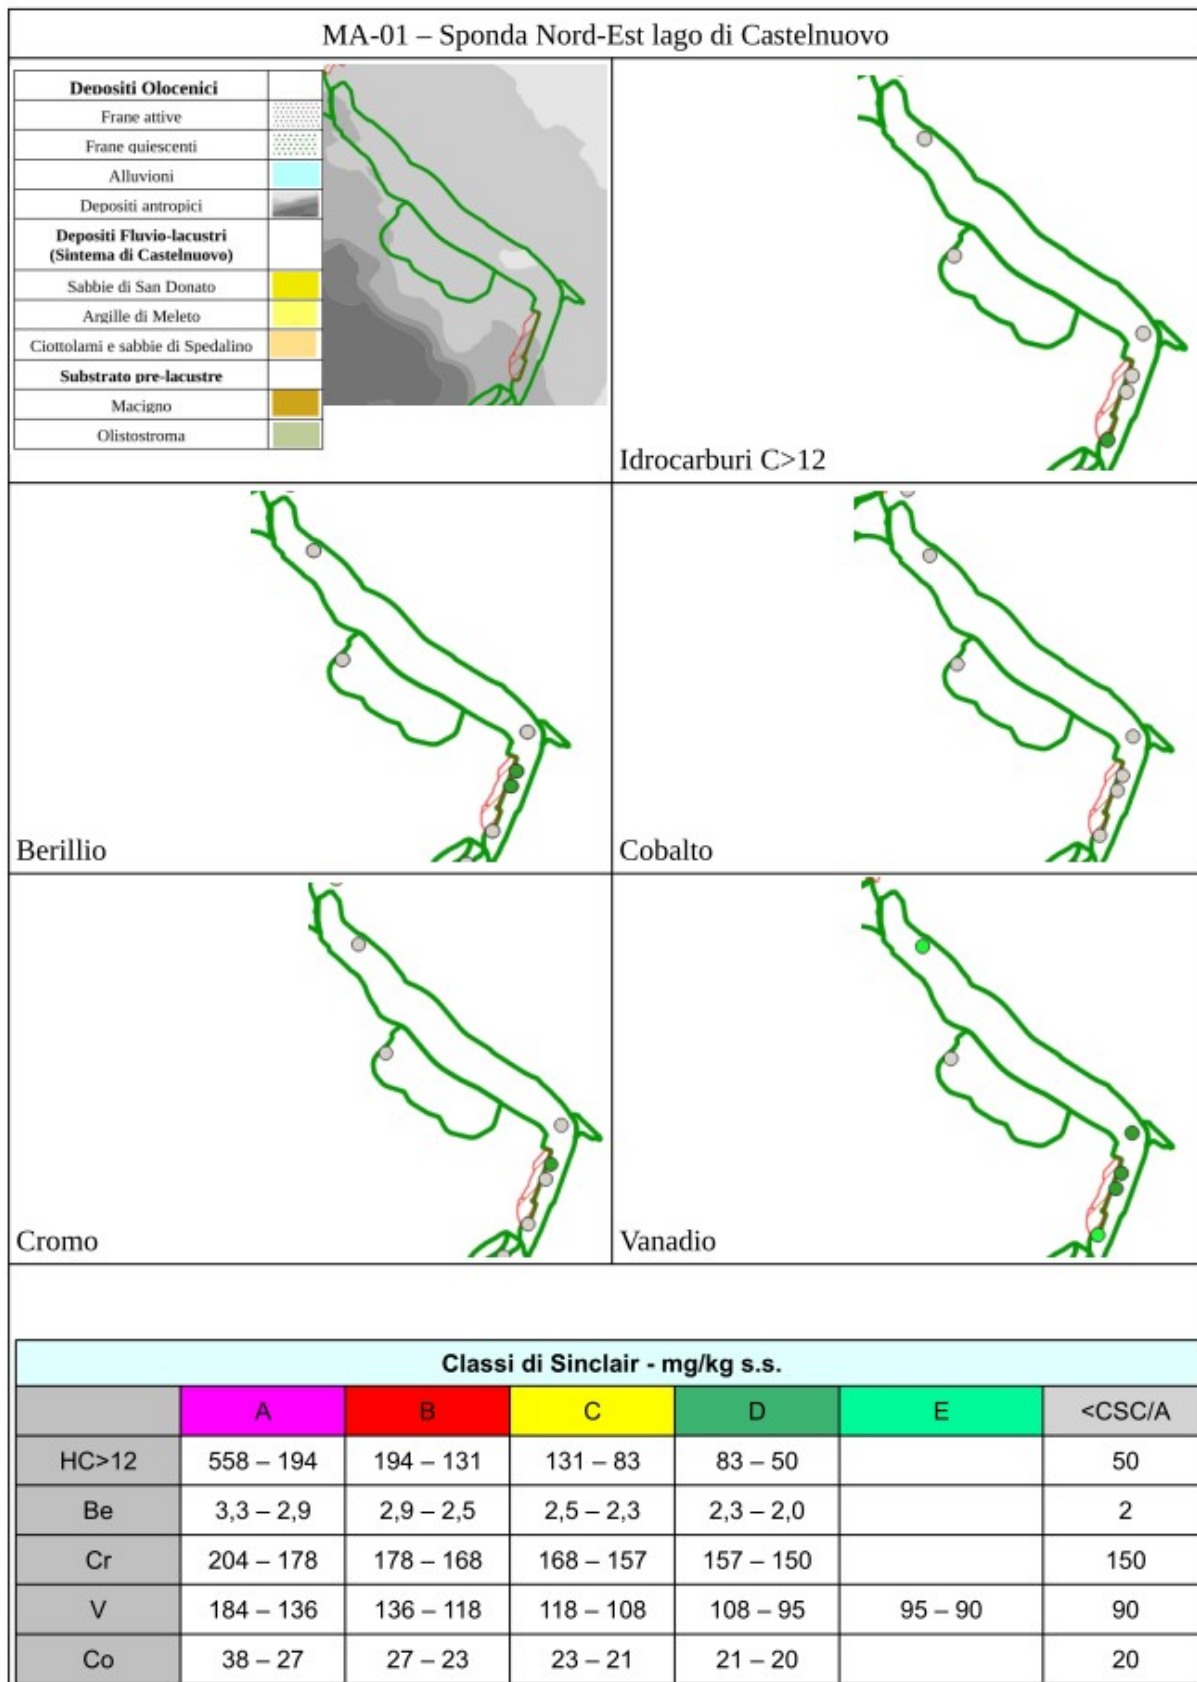 MA-01 – Sponda Nord-Est lago di Castelnuovo
Depositi Olocenici
Frane attive
Frane quiescenti
Alluvioni
Depositi antropici
Depositi Fluvio-lacustri
(Sintema di Castelnuovo)
Sabbie di San Donato
Argille di Meleto
Ciottolami e sabbie di Spedalino
Substrato pre-lacustre
Macigno
Olistostroma
Idrocarburi C>12
Berillio
Cobalto
Cromo
Vanadio
Classi di Sinclair - mg/kg s.s.
A B C D E <CSC/A
HC>12 558 – 194 194 – 131 131 – 83 83 – 50 50
Be 3,3 – 2,9 2,9 – 2,5 2,5 – 2,3 2,3 – 2,0 2
Cr 204 – 178 178 – 168 168 – 157 157 – 150 150
V 184 – 136 136 – 118 118 – 108 108 – 95 95 – 90 90
Co 38 – 27 27 – 23 23 – 21 21 – 20 20